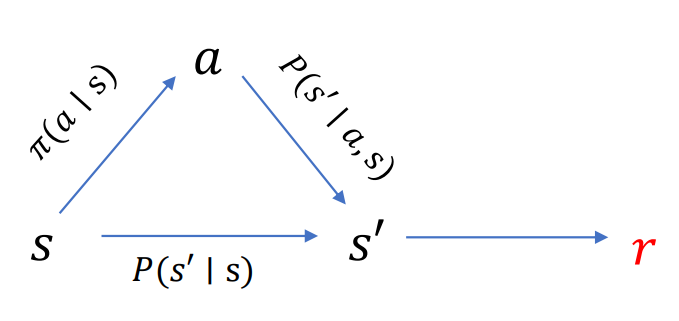 a
π(a | s)
P(s′ | a, s)
s
s′
r
P(s′ | s)